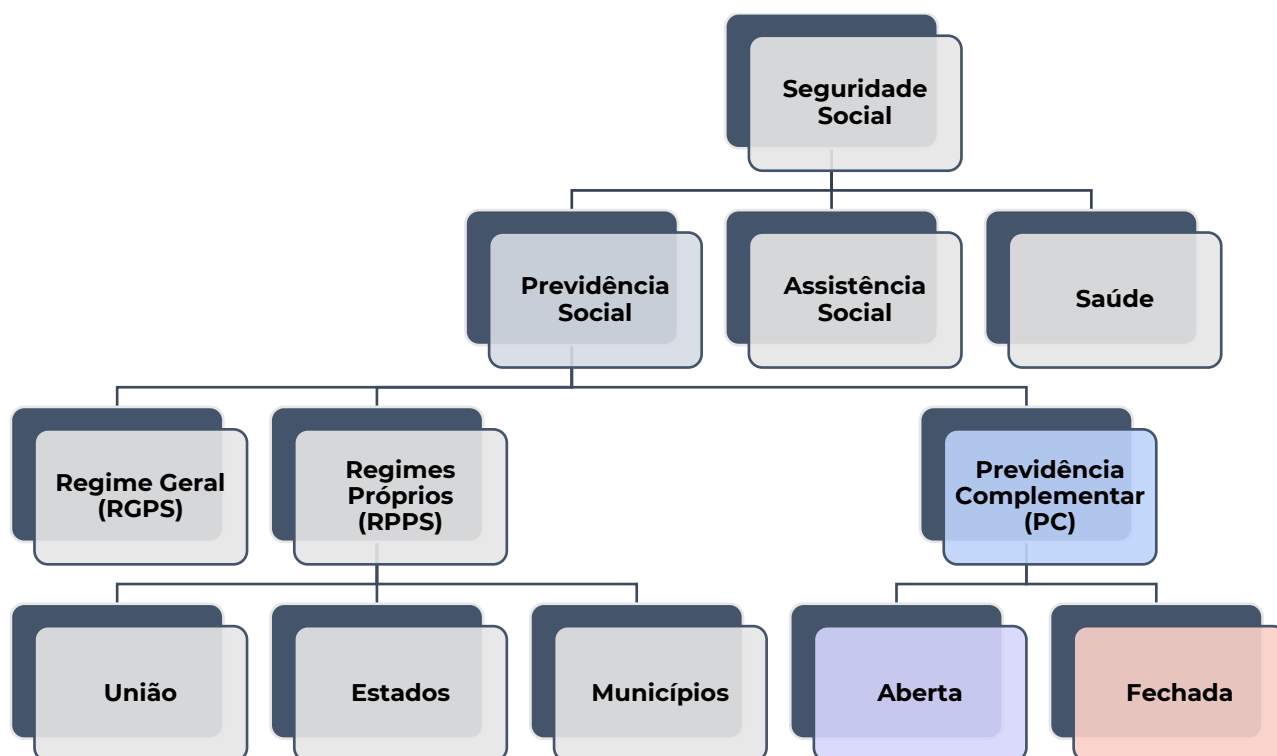 Seguridade
Social
Previdência
Social
Assistência
Social
Saúde
Regime Geral
(RGPS)
Regimes
Próprios
(RPPS)
Previdência
Complementar
(PC)
União
Estados
Municípios
Aberta
Fechada